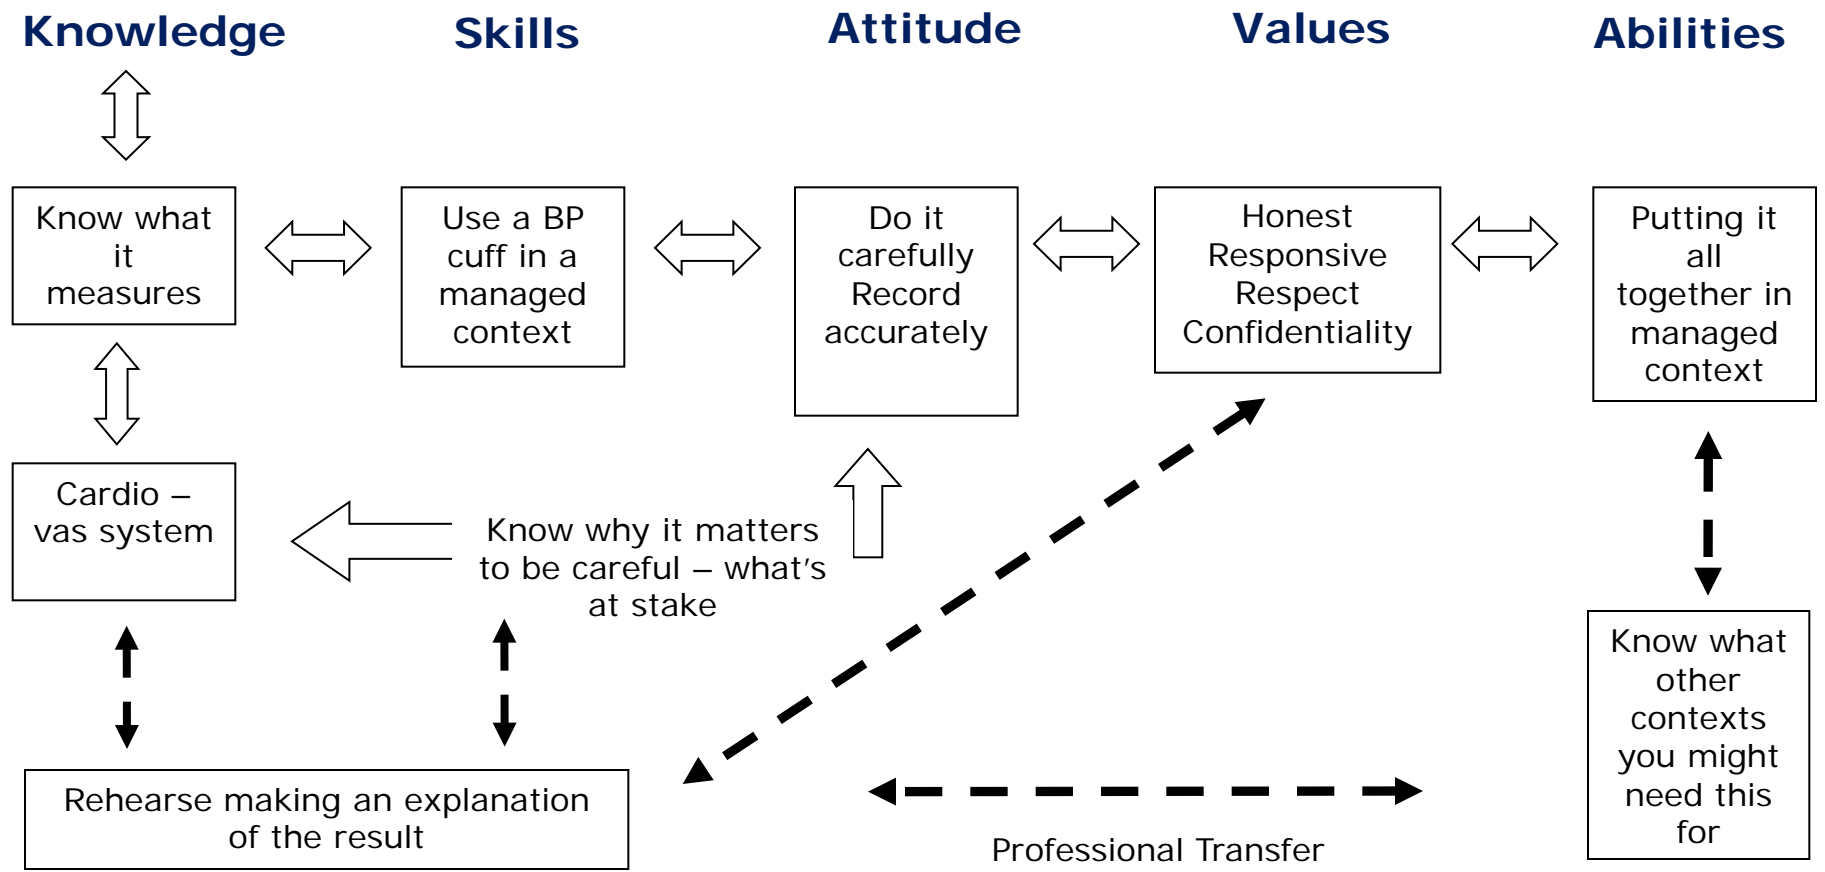 Knowledge
Skills
Attitude
Values
Abilities
Know what
it
measures
Use a BP
cuff in a
managed
context
Do it
carefully
Record
accurately
Honest
Responsive
Respect
Confidentiality
Putting it
all
together in
managed
context
Cardio –
vas system
Know why it matters
to be careful – what's
at stake
Know what
other
contexts
you might
need this
for
Rehearse making an explanation
of the result
Professional Transfer